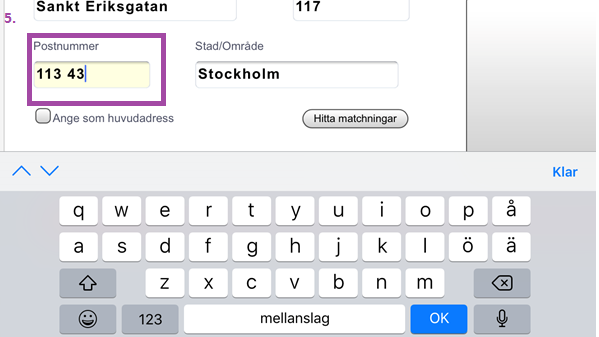 Sankt Eriksgatan 117
5.
Postnummer Stad/Område
113 43 Stockholm
Ange som huvudadress Hitta matchningar
Klar
q w e r t y u i o p å
a s d f g h j k l ö ä
z x c v b n m
123 mellanslag OK